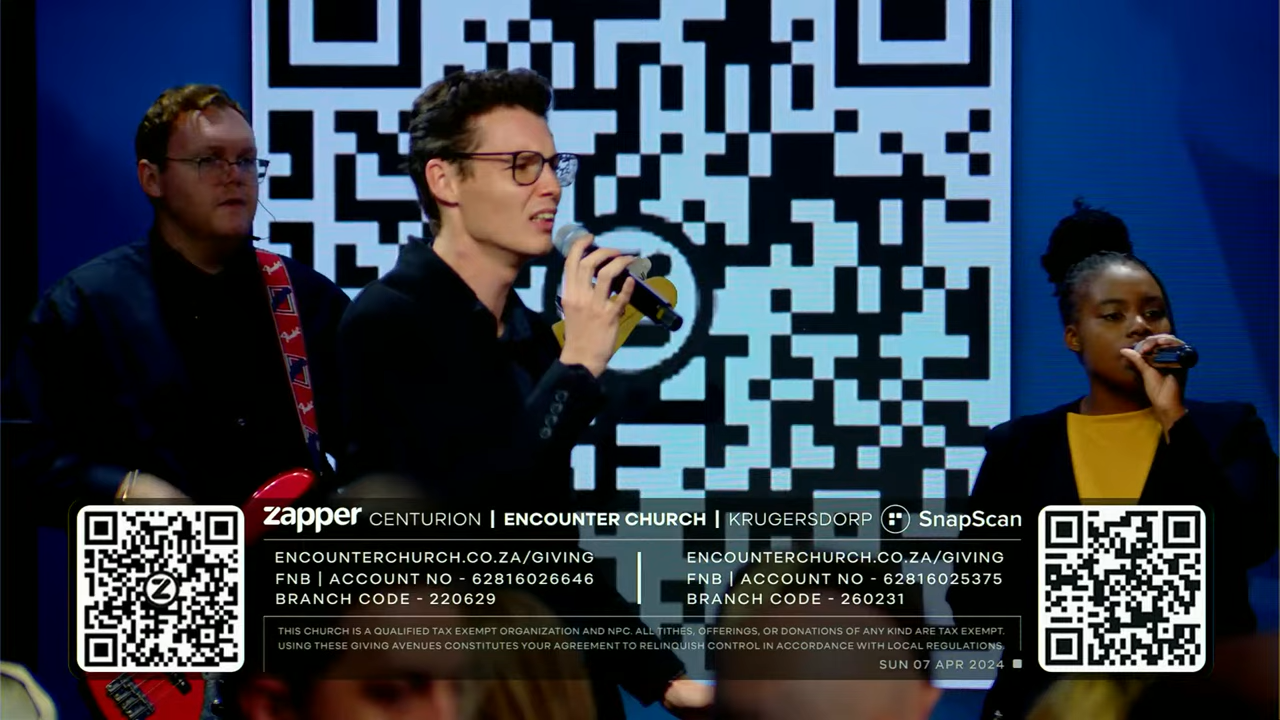 zapper CENTURION | ENCOUNTER CHURCH | KRUGERSDORP SnapScan
ENCOUNTERCHURCH.CO.ZA/GIVING
FNB | ACCOUNT NO - 62816026646
BRANCH CODE - 220629
ENCOUNTERCHURCH.CO.ZA/GIVING
FNB | ACCOUNT NO - 62816025375
BRANCH CODE - 260231
THIS CHURCH IS A QUALIFIED TAX EXEMPT ORGANIZATION AND NPC. ALL TITHES, OFFERINGS, OR DONATIONS OF ANY KIND ARE TAX EXEMPT.
USING THESE GIVING AVENUES CONSTITUTES YOUR AGREEMENT TO RELINQUISH CONTROL IN ACCORDANCE WITH LOCAL REGULATIONS.
SUN 07 APR 2024